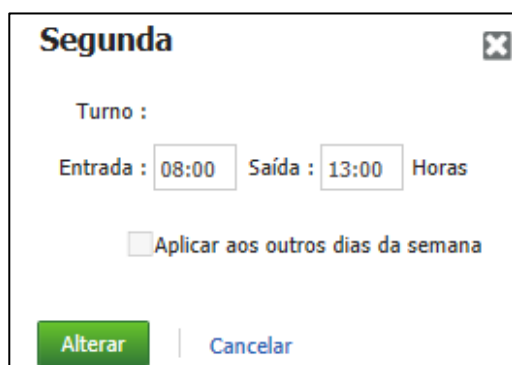 Segunda
Turno :
Entrada : 08:00 Saída : 13:00 Horas
Aplicar aos outros dias da semana
Alterar Cancelar